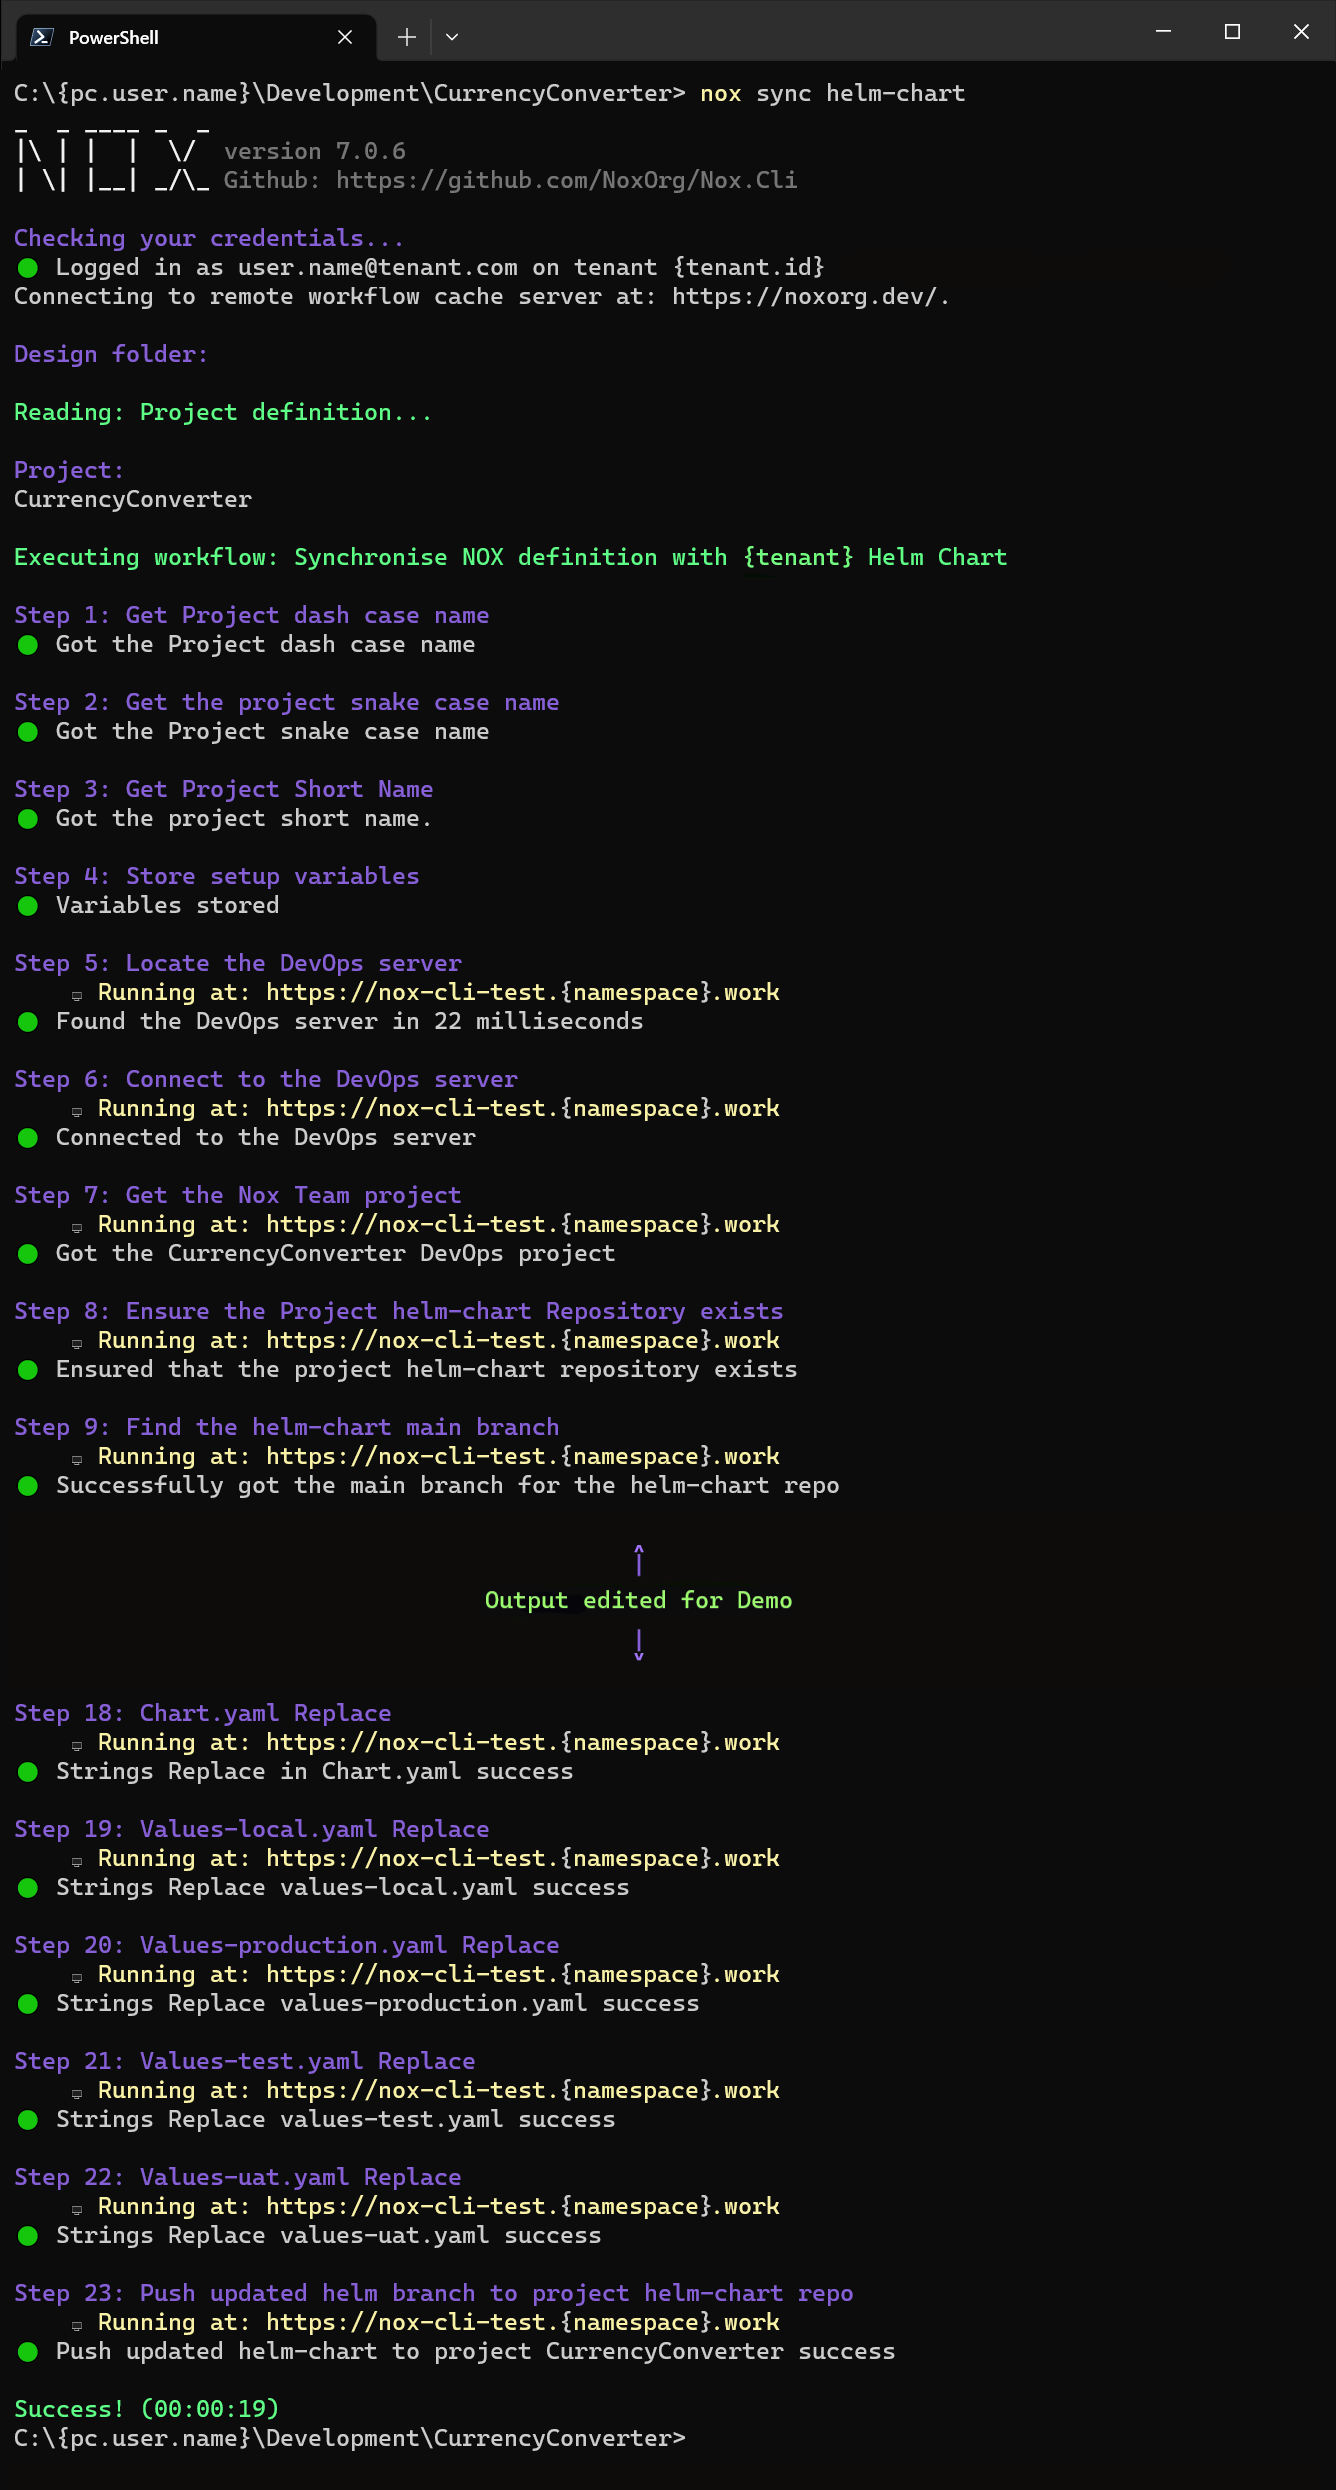 PowerShell
C:\{pc.user.name}\Development\CurrencyConverter> nox sync helm-chart
_  _ ____ _  _
|\ | |  |  \/  version 7.0.6
| \| |__| _/\_ Github: https://github.com/NoxOrg/Nox.Cli
Checking your credentials...
Logged in as user.name@tenant.com on tenant {tenant.id}
Connecting to remote workflow cache server at: https://noxorg.dev/.
Design folder:
Reading: Project definition...
Project:
CurrencyConverter
Executing workflow: Synchronise NOX definition with {tenant} Helm Chart
Step 1: Get Project dash case name
Got the Project dash case name
Step 2: Get the project snake case name
Got the Project snake case name
Step 3: Get Project Short Name
Got the project short name.
Step 4: Store setup variables
Variables stored
Step 5: Locate the DevOps server
Running at: https://nox-cli-test.{namespace}.work
Found the DevOps server in 22 milliseconds
Step 6: Connect to the DevOps server
Running at: https://nox-cli-test.{namespace}.work
Connected to the DevOps server
Step 7: Get the Nox Team project
Running at: https://nox-cli-test.{namespace}.work
Got the CurrencyConverter DevOps project
Step 8: Ensure the Project helm-chart Repository exists
Running at: https://nox-cli-test.{namespace}.work
Ensured that the project helm-chart repository exists
Step 9: Find the helm-chart main branch
Running at: https://nox-cli-test.{namespace}.work
Successfully got the main branch for the helm-chart repo
^
|
Output edited for Demo
|
v
Step 18: Chart.yaml Replace
Running at: https://nox-cli-test.{namespace}.work
Strings Replace in Chart.yaml success
Step 19: Values-local.yaml Replace
Running at: https://nox-cli-test.{namespace}.work
Strings Replace values-local.yaml success
Step 20: Values-production.yaml Replace
Running at: https://nox-cli-test.{namespace}.work
Strings Replace values-production.yaml success
Step 21: Values-test.yaml Replace
Running at: https://nox-cli-test.{namespace}.work
Strings Replace values-test.yaml success
Step 22: Values-uat.yaml Replace
Running at: https://nox-cli-test.{namespace}.work
Strings Replace values-uat.yaml success
Step 23: Push updated helm branch to project helm-chart repo
Running at: https://nox-cli-test.{namespace}.work
Push updated helm-chart to project CurrencyConverter success
Success! (00:00:19)
C:\{pc.user.name}\Development\CurrencyConverter>